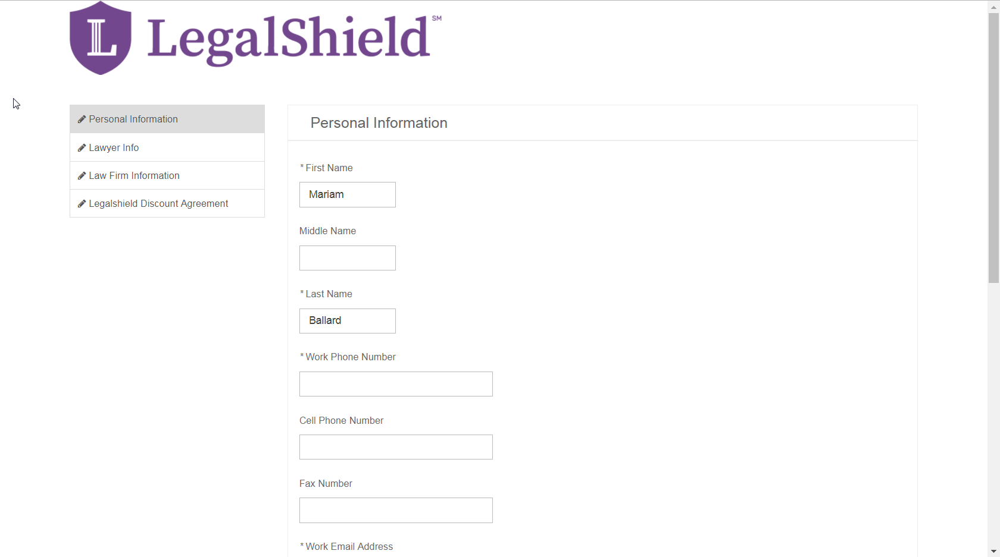 L LegalShield SM
Personal Information
Lawyer Info
Law Firm Information
Legalshield Discount Agreement
Personal Information
* First Name
Mariam
Middle Name
* Last Name
Ballard
* Work Phone Number
Cell Phone Number
Fax Number
* Work Email Address